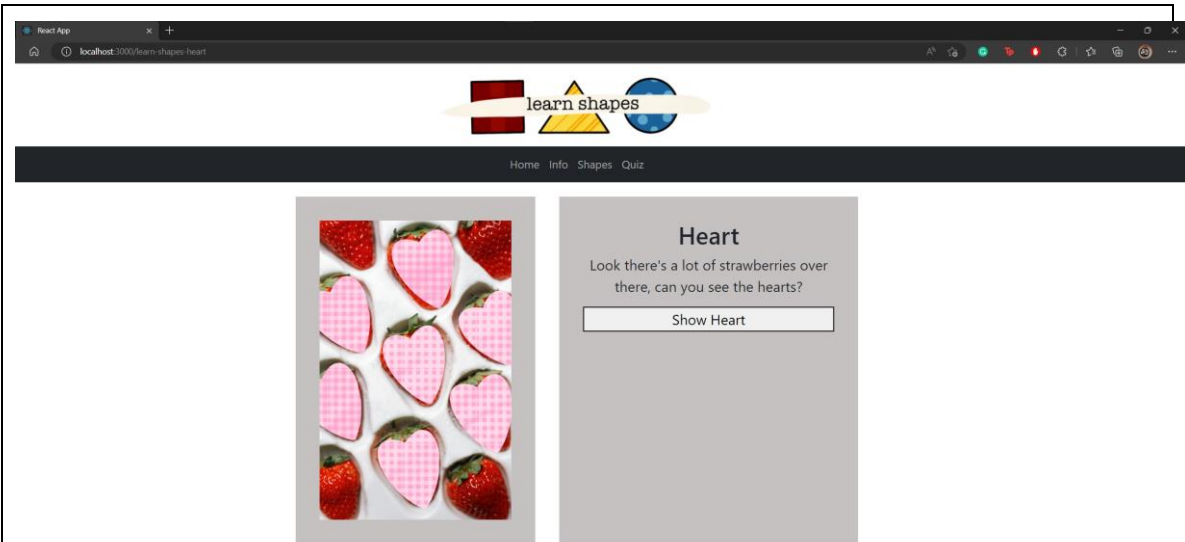 React App
localhost:3000/learn-shapes-heart
learn shapes
Home Info Shapes Quiz
Heart
Look there's a lot of strawberries over
there, can you see the hearts?
Show Heart